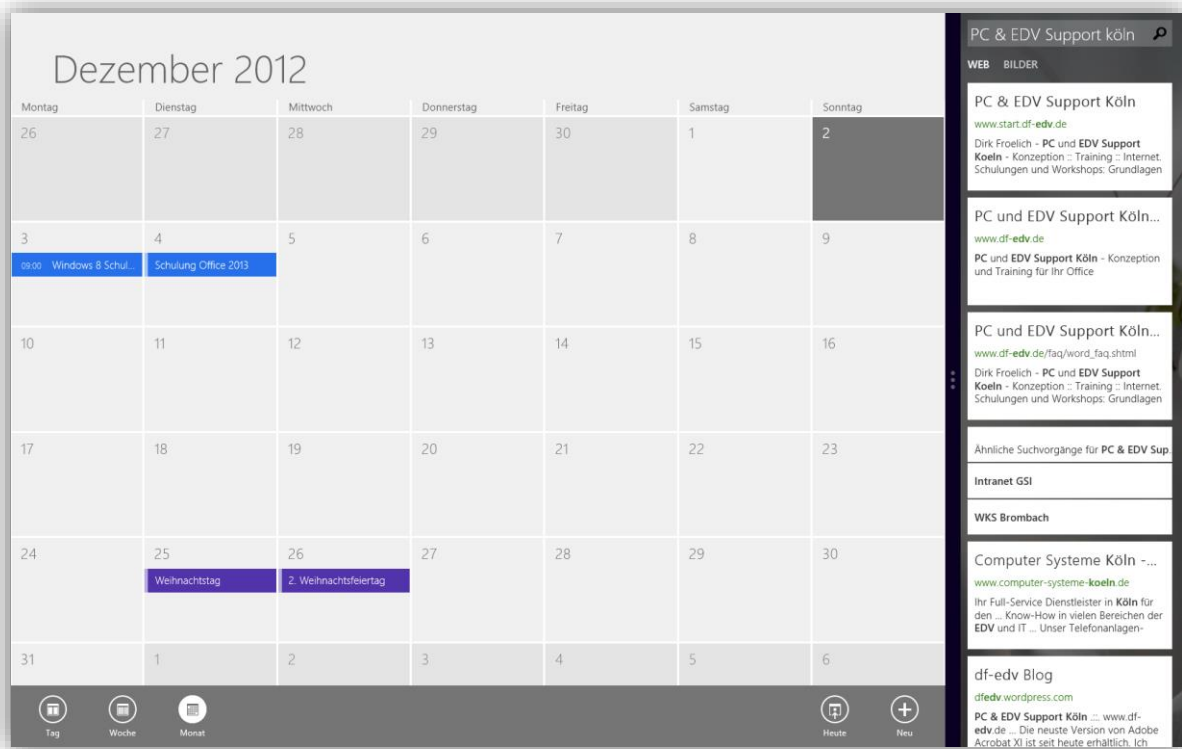 Dezember 2012
Montag Dienstag Mittwoch Donnerstag Freitag Samstag Sonntag
26 27 28 29 30 1 2
3 4 5 6 7 8 9
09:00 Windows 8 Schul... Schulung Office 2013
10 11 12 13 14 15 16
17 18 19 20 21 22 23
24 25 26 27 28 29 30
Weihnachtstag 2. Weihnachtsfeiertag
31 1 2 3 4 5 6
Tag Woche Monat Heute Neu
PC & EDV Support köln
WEB BILDER
PC & EDV Support Köln
www.start.df-edv.de
Dirk Froelich - PC und EDV Support
Koeln - Konzeption :: Training :: Internet.
Schulungen und Workshops: Grundlagen
PC und EDV Support Köln...
www.df-edv.de
PC und EDV Support Köln - Konzeption
und Training für Ihr Office
PC und EDV Support Köln...
www.df-edv.de/faq/word_faq.shtml
Dirk Froelich - PC und EDV Support
Koeln - Konzeption :: Training :: Internet.
Schulungen und Workshops: Grundlagen
Ähnliche Suchvorgänge für PC & EDV Sup.
Intranet GSI
WKS Brombach
Computer Systeme Köln -...
www.computer-systeme-koeln.de
Ihr Full-Service Dienstleister in Köln für
den ... Know-How in vielen Bereichen der
EDV und IT ... Unser Telefonanlagen-
df-edv Blog
dfedv.wordpress.com
PC & EDV Support Köln .::. www.df-
edv.de ... Die neuste Version von Adobe
Acrobat XI ist seit heute erhältlich. Ich